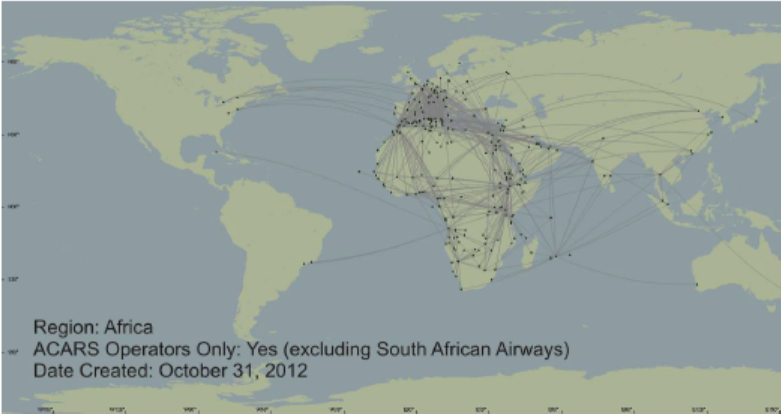 Region: Africa
ACARS Operators Only: Yes (excluding South African Airways)
Date Created: October 31, 2012